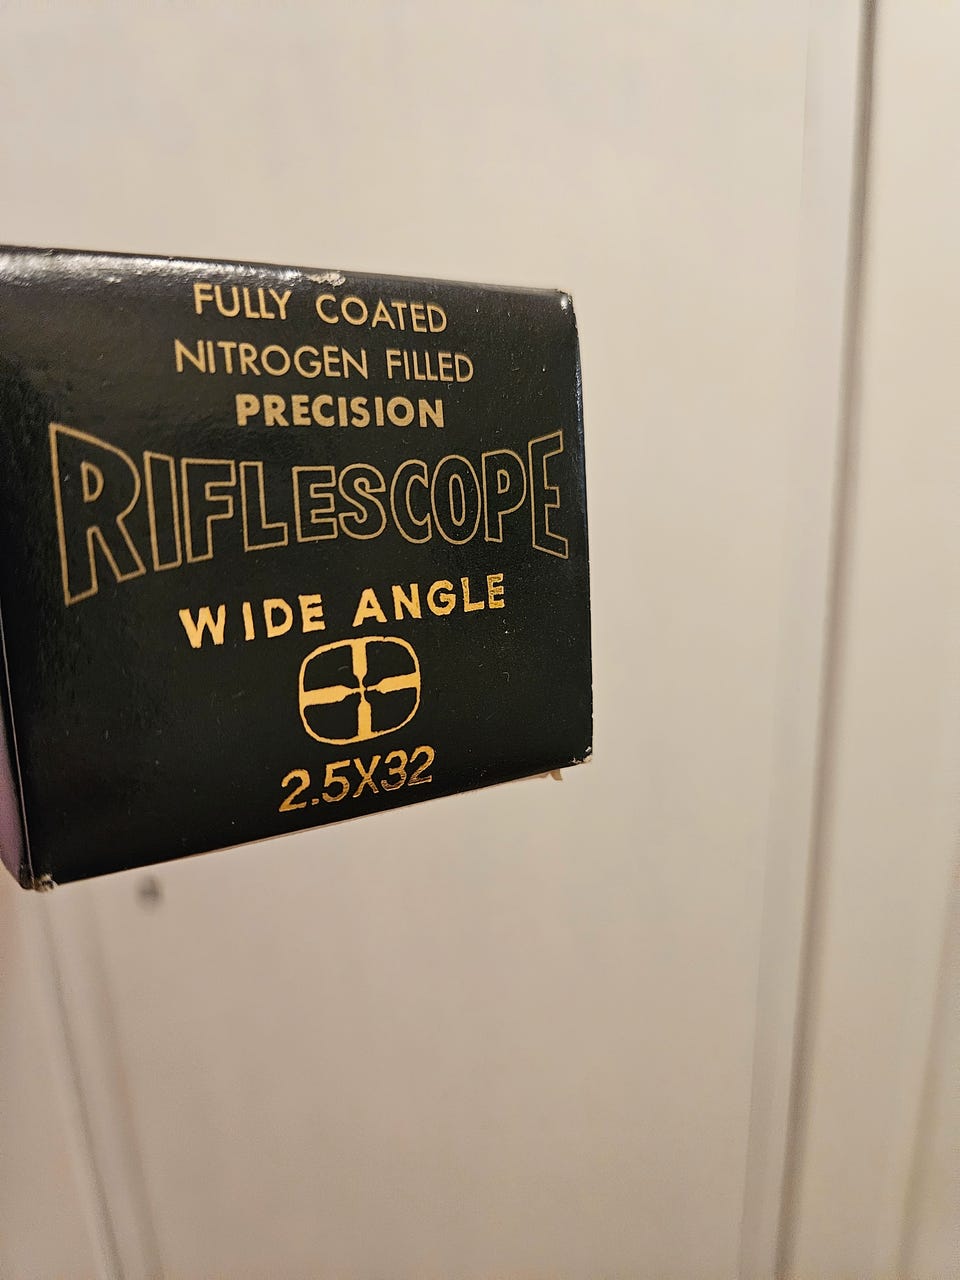 FULLY COATED
NITROGEN FILLED
PRECISION
RIFLESCOPE
WIDE ANGLE
2.5X32